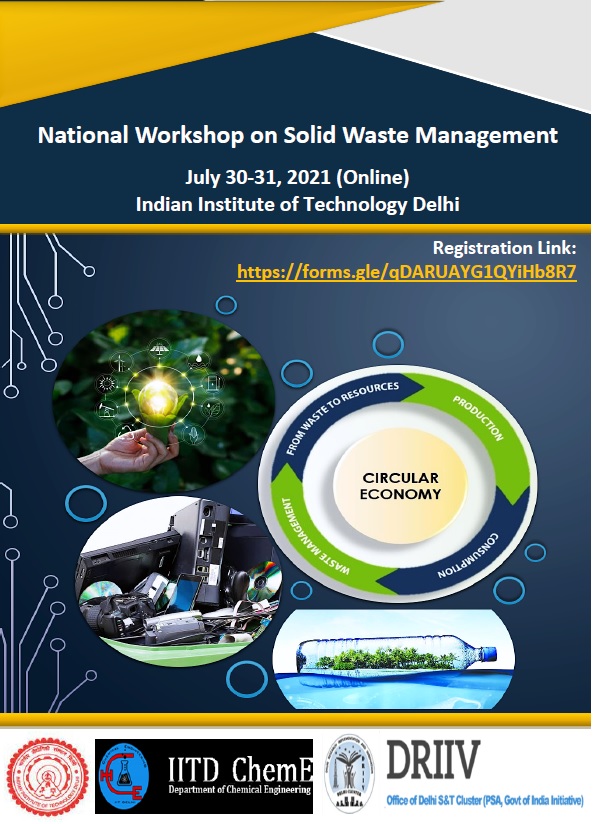 National Workshop on Solid Waste Management
July 30-31, 2021 (Online)
Indian Institute of Technology Delhi
Registration Link:
https://forms.gle/qDARUAYG1QYiHb8R7
FROM WASTE TO RESOURCES
PRODUCTION
CIRCULAR
ECONOMY
WASTE MANAGEMENT
CONSUMPTION
IITD ChemE
Department of Chemical Engineering
DRIIV
Office of Delhi S&T Cluster (PSA, Govt of India Initiative)